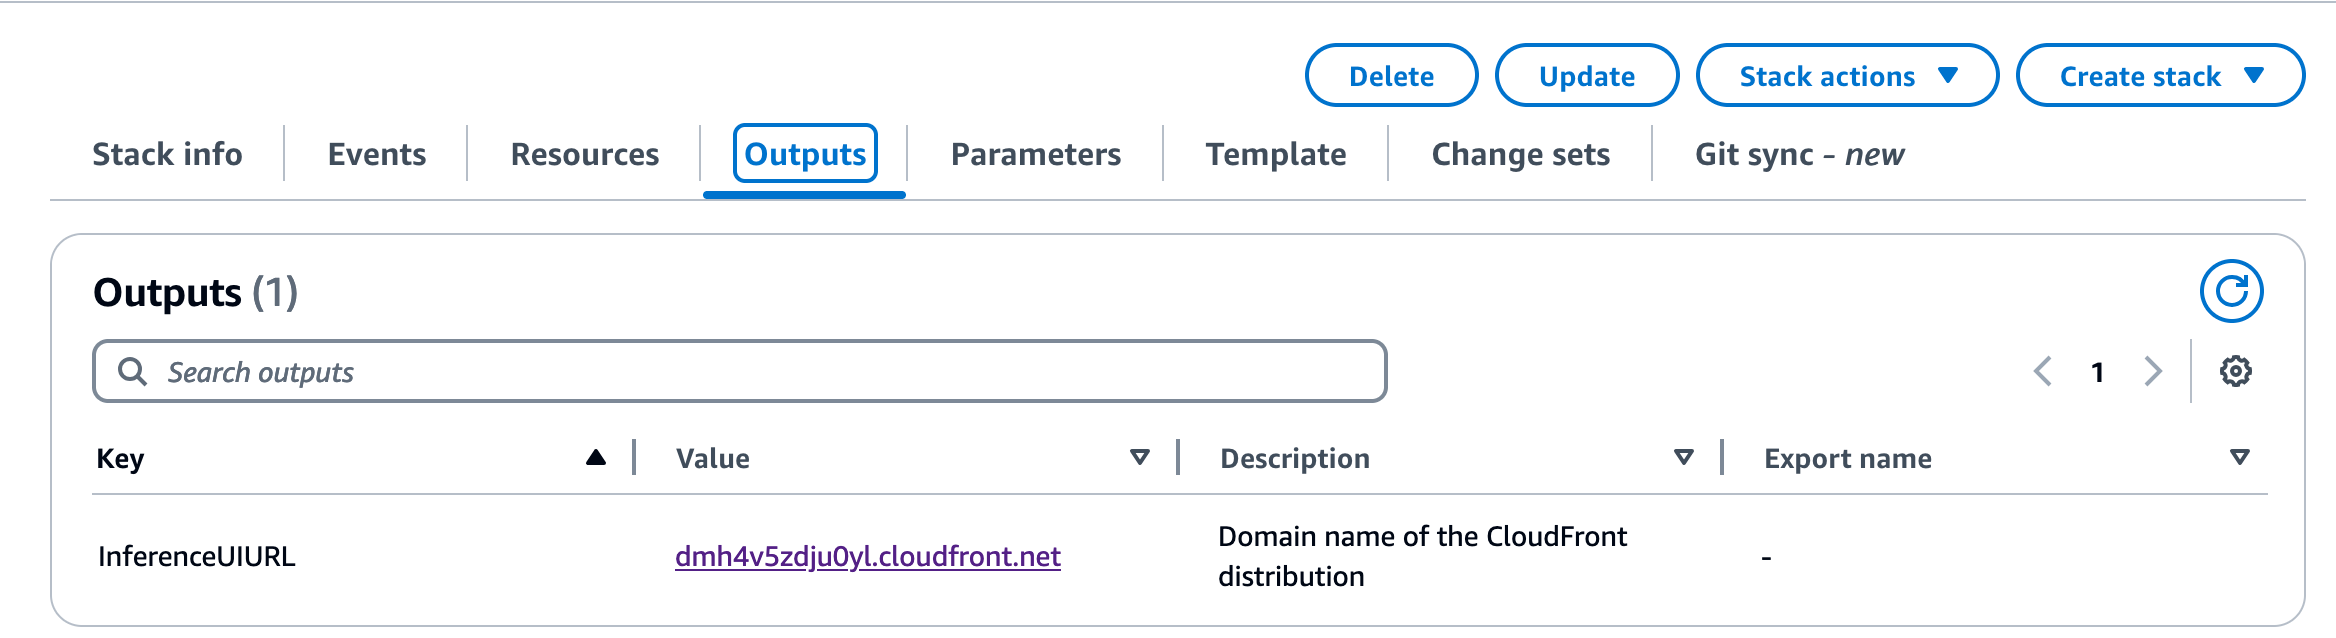 Delete Update Stack actions Create stack
Stack info Events Resources Outputs Parameters Template Change sets Git sync - new
Outputs (1)
Search outputs
1
Key Value Description Export name
InferenceUIURL dmh4v5zdju0yl.cloudfront.net Domain name of the CloudFront distribution -